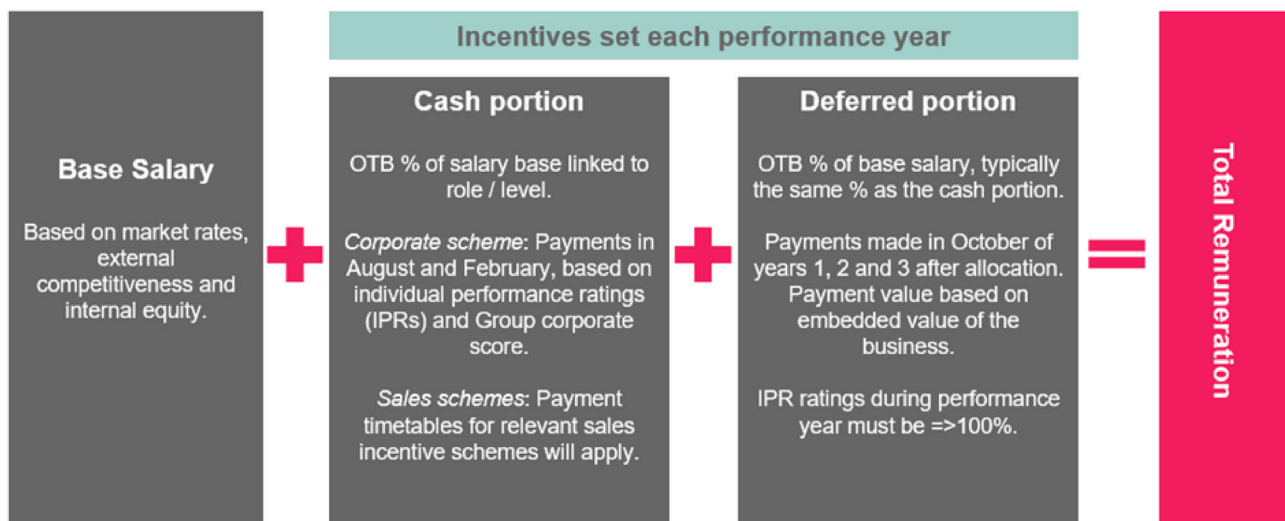 Incentives set each performance year
Base Salary
Based on market rates,
external
competitiveness and
internal equity.
Cash portion
OTB % of salary base linked to
role / level.
Corporate scheme: Payments in
August and February, based on
individual performance ratings
(IPRs) and Group corporate
score.
Sales schemes: Payment
timetables for relevant sales
incentive schemes will apply.
Deferred portion
OTB % of base salary, typically
the same % as the cash portion.
Payments made in October of
years 1, 2 and 3 after allocation.
Payment value based on
embedded value of the
business.
IPR ratings during performance
year must be =>100%.
Total Remuneration